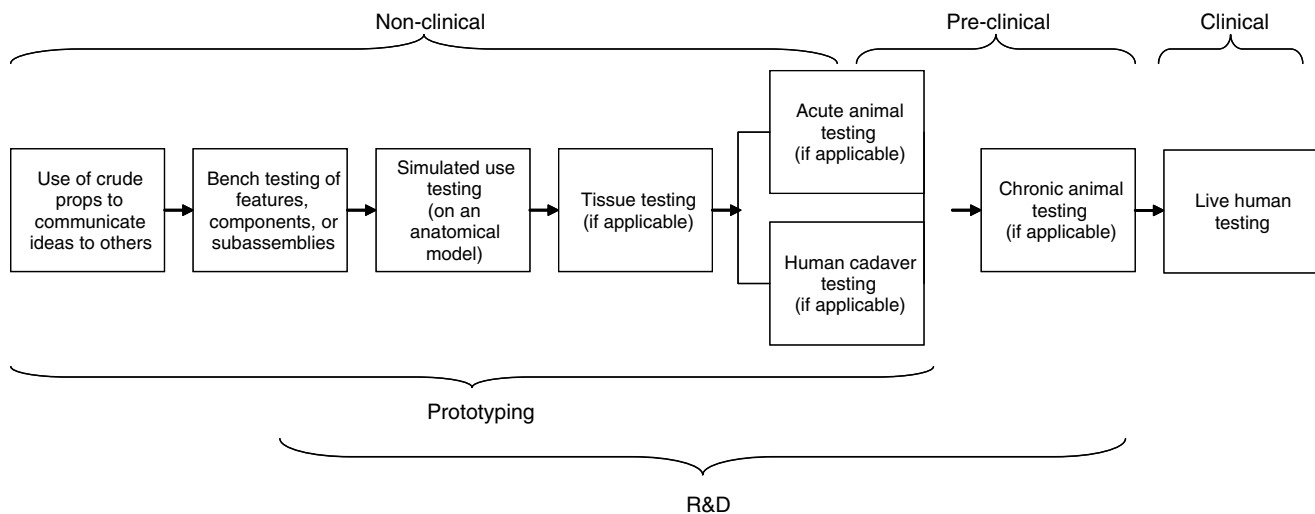 Non-clinical
Pre-clinical
Clinical
Use of crude
props to
communicate
ideas to others
Bench testing of
features,
components, or
subassemblies
Simulated use
testing
(on an
anatomical
model)
Tissue testing
(if applicable)
Acute animal
testing
(if applicable)
Human cadaver
testing
(if applicable)
Chronic animal
testing
(if applicable)
Live human
testing
Prototyping
R&D